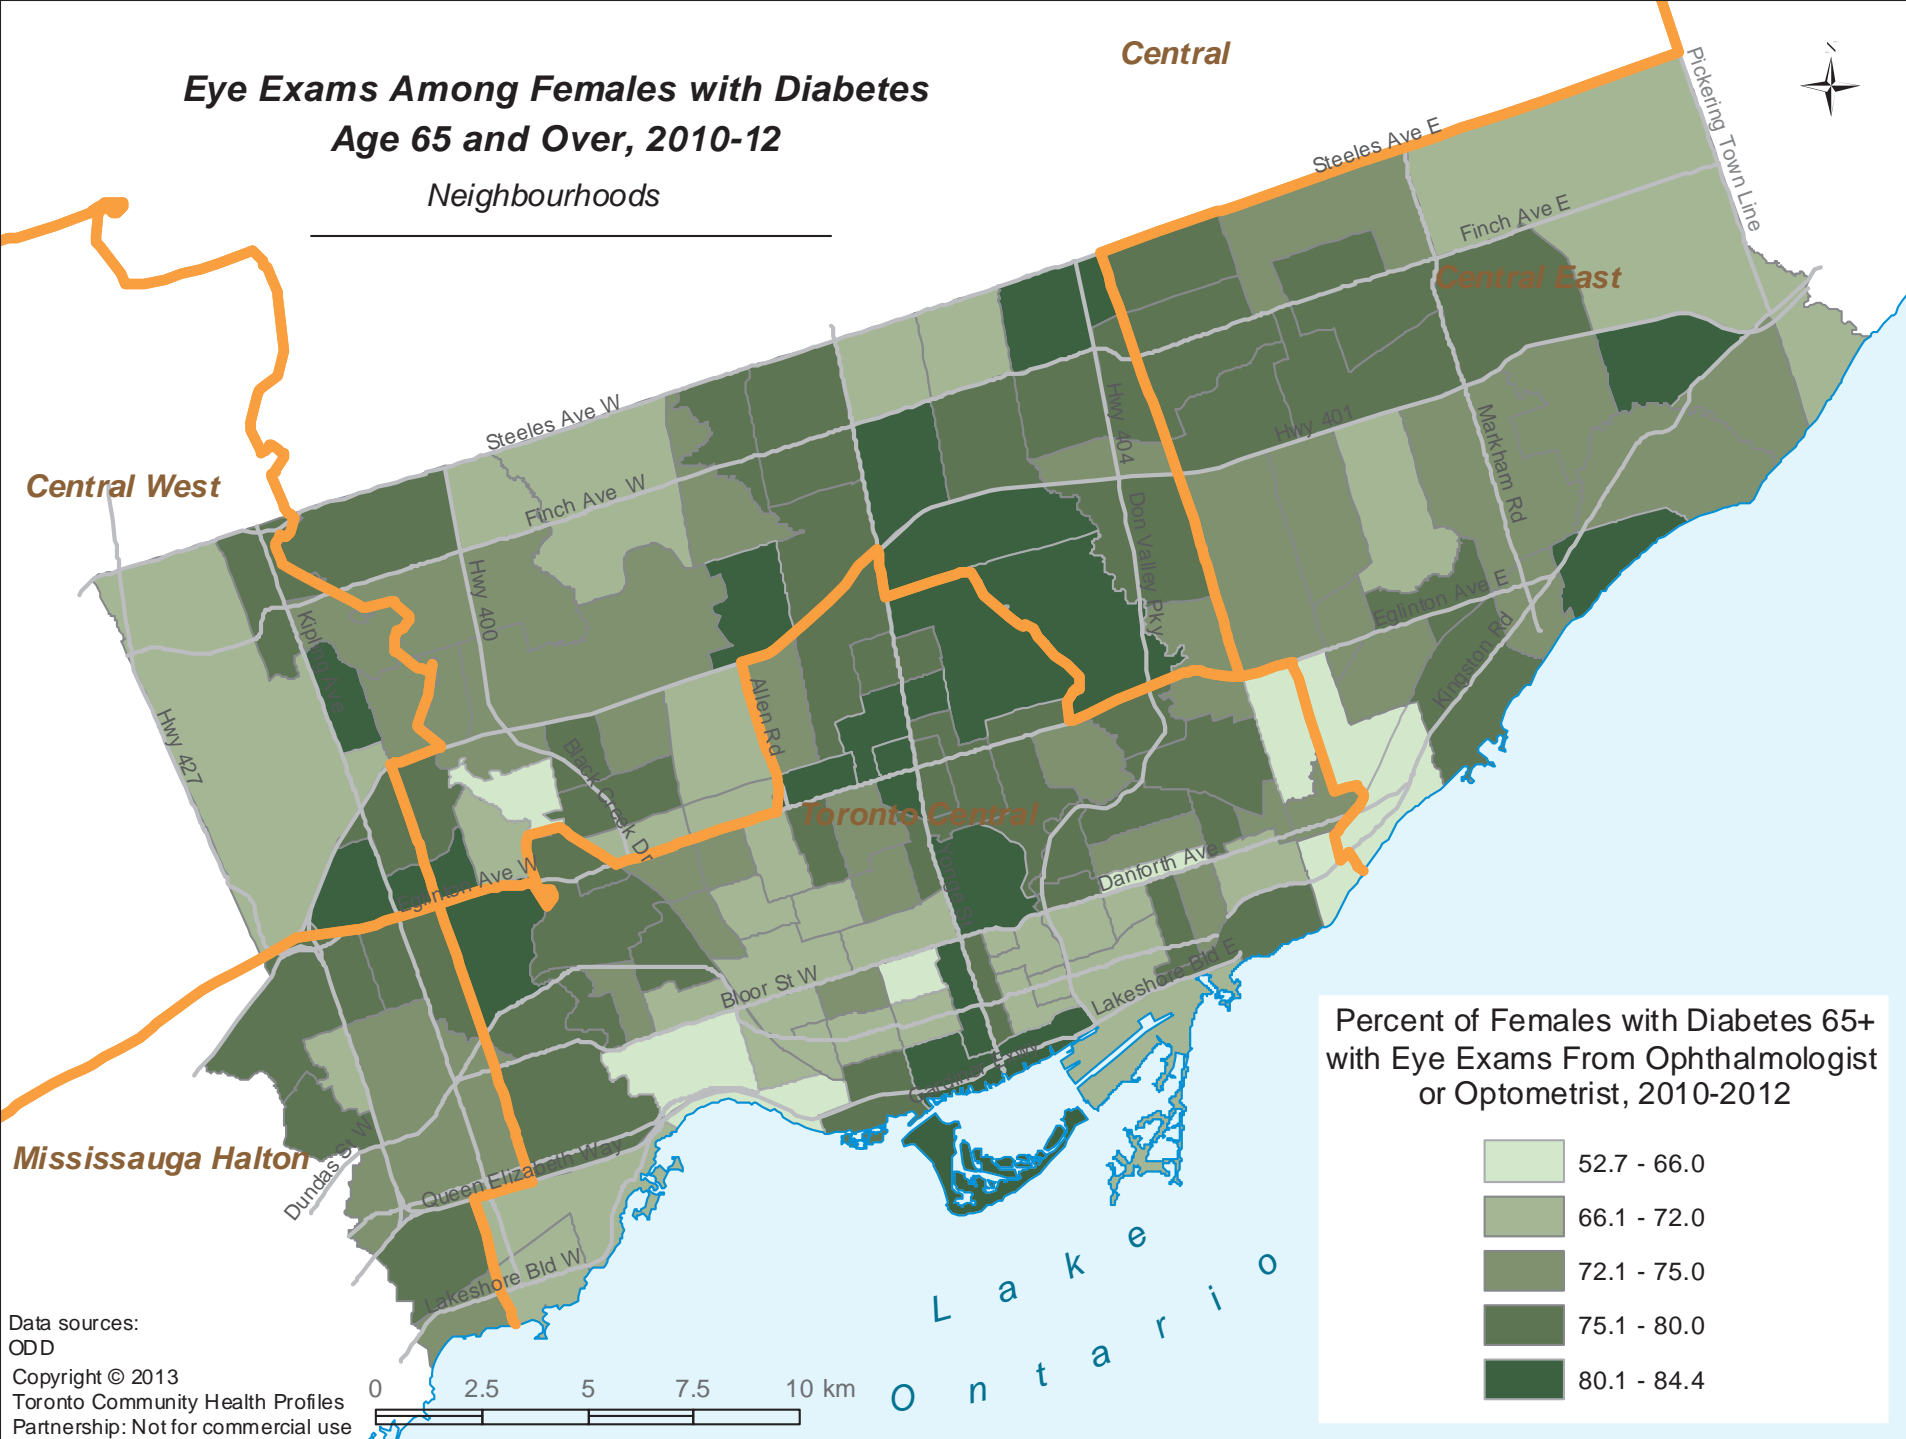 Eye Exams Among Females with Diabetes
Age 65 and Over, 2010-12
Neighbourhoods
Central
N
Pickering Town Line
Steeles Ave E
Finch Ave E
Central East
Steeles Ave W
Finch Ave W
Hwy 404
Hwy 401
Markham Rd
Central West
Hwy 400
Don Valley Pky
Eglinton Ave E
Kingston Rd
Kipling Ave
Hwy 427
Allen Rd
Black Creek Dr
Toronto Central
Eglinton Ave W
Yonge St
Danforth Ave
Bloor St W
Lakeshore Bld E
Gardiner Exwy
Mississauga Halton
Dundas St W
Queen Elizabeth Way
Lakeshore Bld W
Lake
Ontario
Percent of Females with Diabetes 65+
with Eye Exams From Ophthalmologist
or Optometrist, 2010-2012
52.7 - 66.0
66.1 - 72.0
72.1 - 75.0
75.1 - 80.0
80.1 - 84.4
Data sources:
ODD
Copyright © 2013
Toronto Community Health Profiles
Partnership: Not for commercial use
0 2.5 5 7.5 10 km